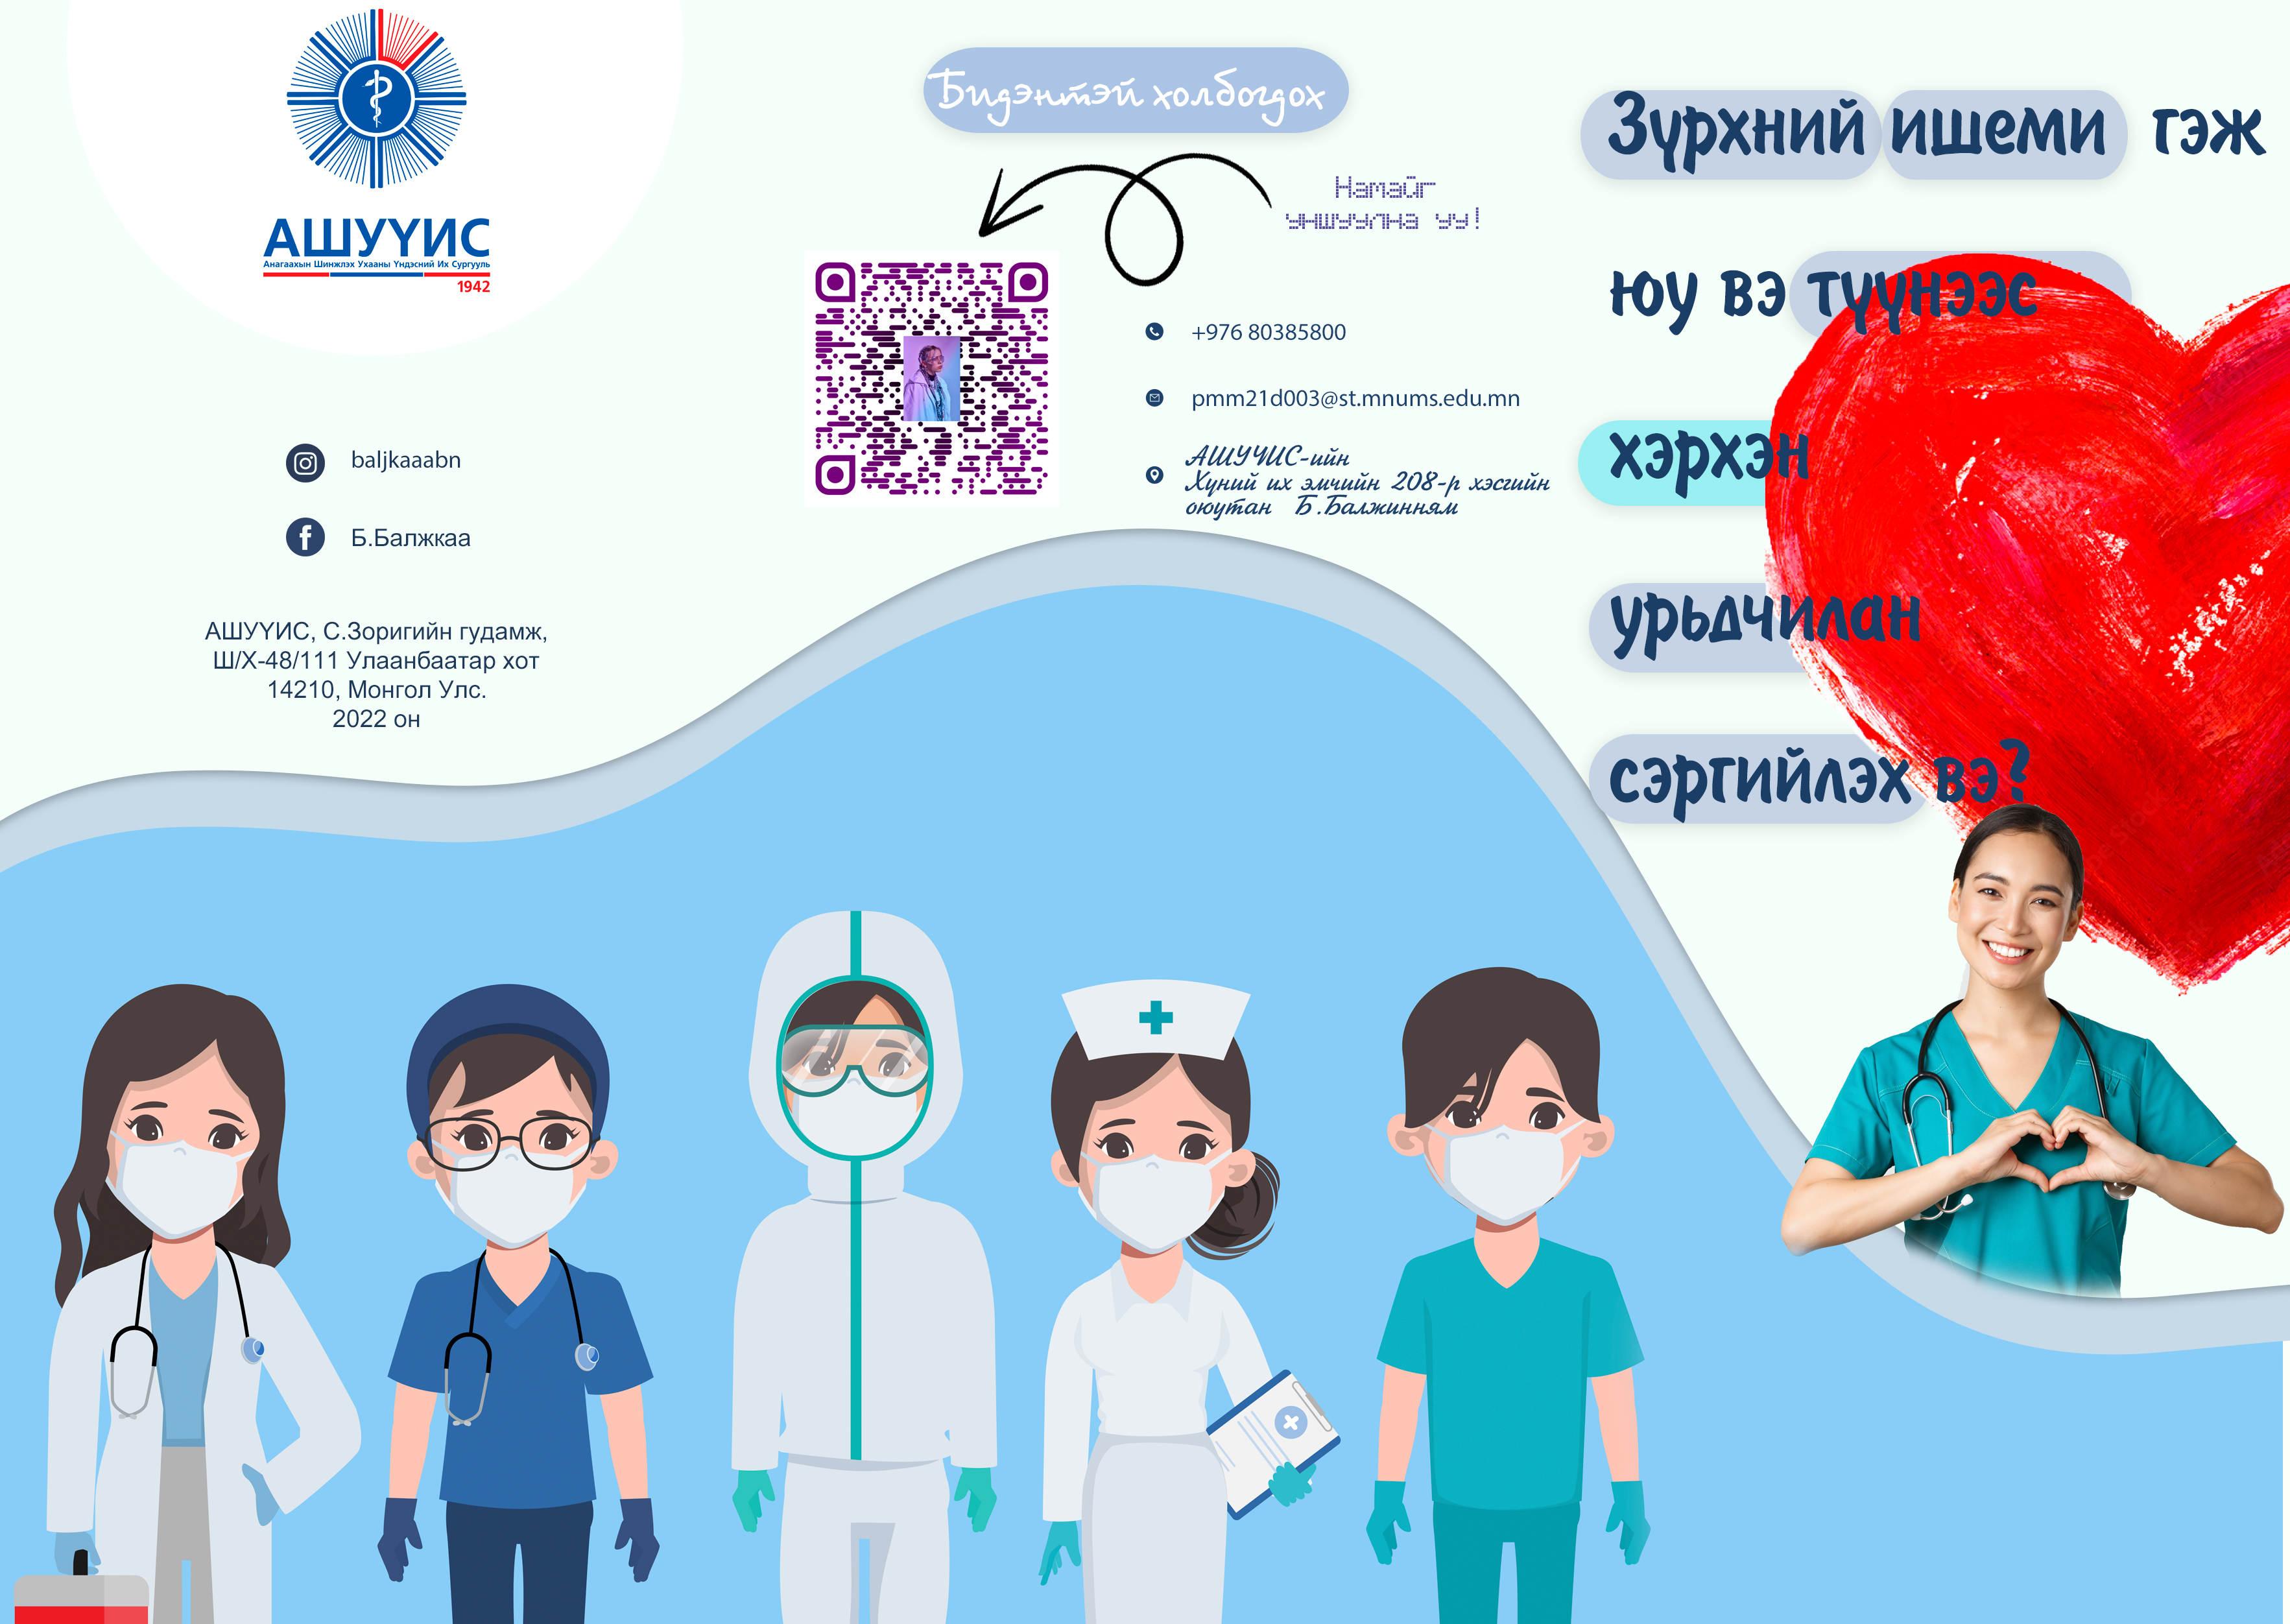 АШУҮИС
Анагаахын Шинжлэх Ухааны Үндэсний Их Сургууль
1942
baljkaaabn
Б.Балжкаа
АШУҮИС, С.Зоригийн гудамж,
Ш/Х-48/111 Улаанбаатар хот
14210, Монгол Улс.
2022 он
Бидэнтэй холбогдох
Намайг
уншуулна уу!
+976 80385800
pmm21d003@st.mnums.edu.mn
АШУҮИС-ийн
Хүний их эмчийн 208-р хэсгийн
оюутан Б.Балжинням
Зүрхний ишеми гэж
юу вэ түүнээс
хэрхэн
урьдчилан
сэргийлэх вэ?